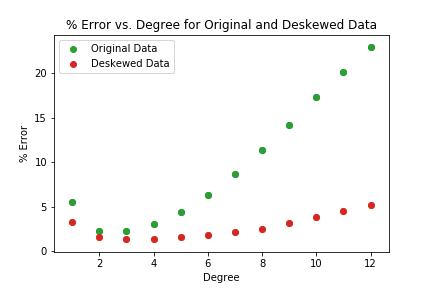 % Error vs. Degree for Original and Deskewed Data
Original Data
Deskewed Data
% Error
20
15
10
5
0
2 4 6 8 10 12
Degree